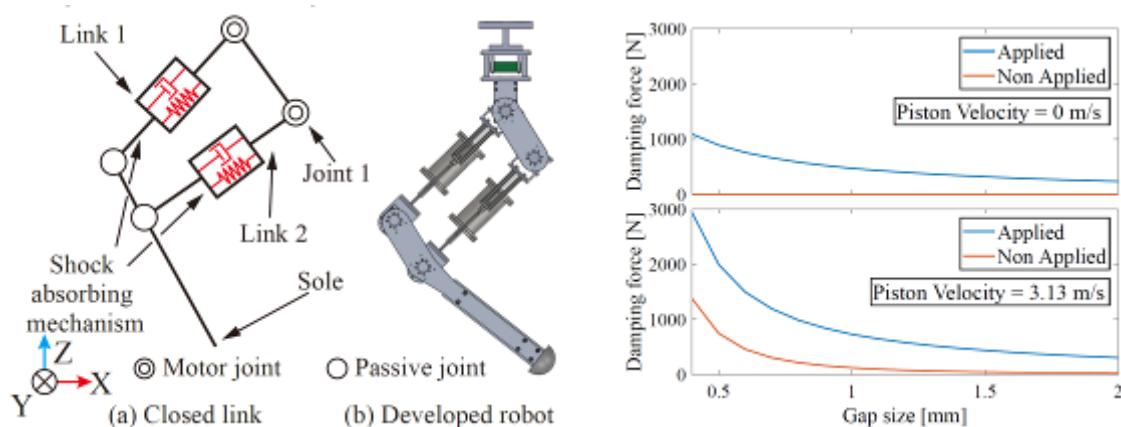 Link 1
Joint 1
Link 2
Shock
absorbing
mechanism
Sole
Z
Y
X
Motor joint
Passive joint
(a) Closed link
(b) Developed robot
Damping force [N]
3000
2000
1000
0
Applied
Non Applied
Piston Velocity = 0 m/s
Damping force [N]
3000
2000
1000
0
Applied
Non Applied
Piston Velocity = 3.13 m/s
0.5
1
1.5
2
Gap size [mm]